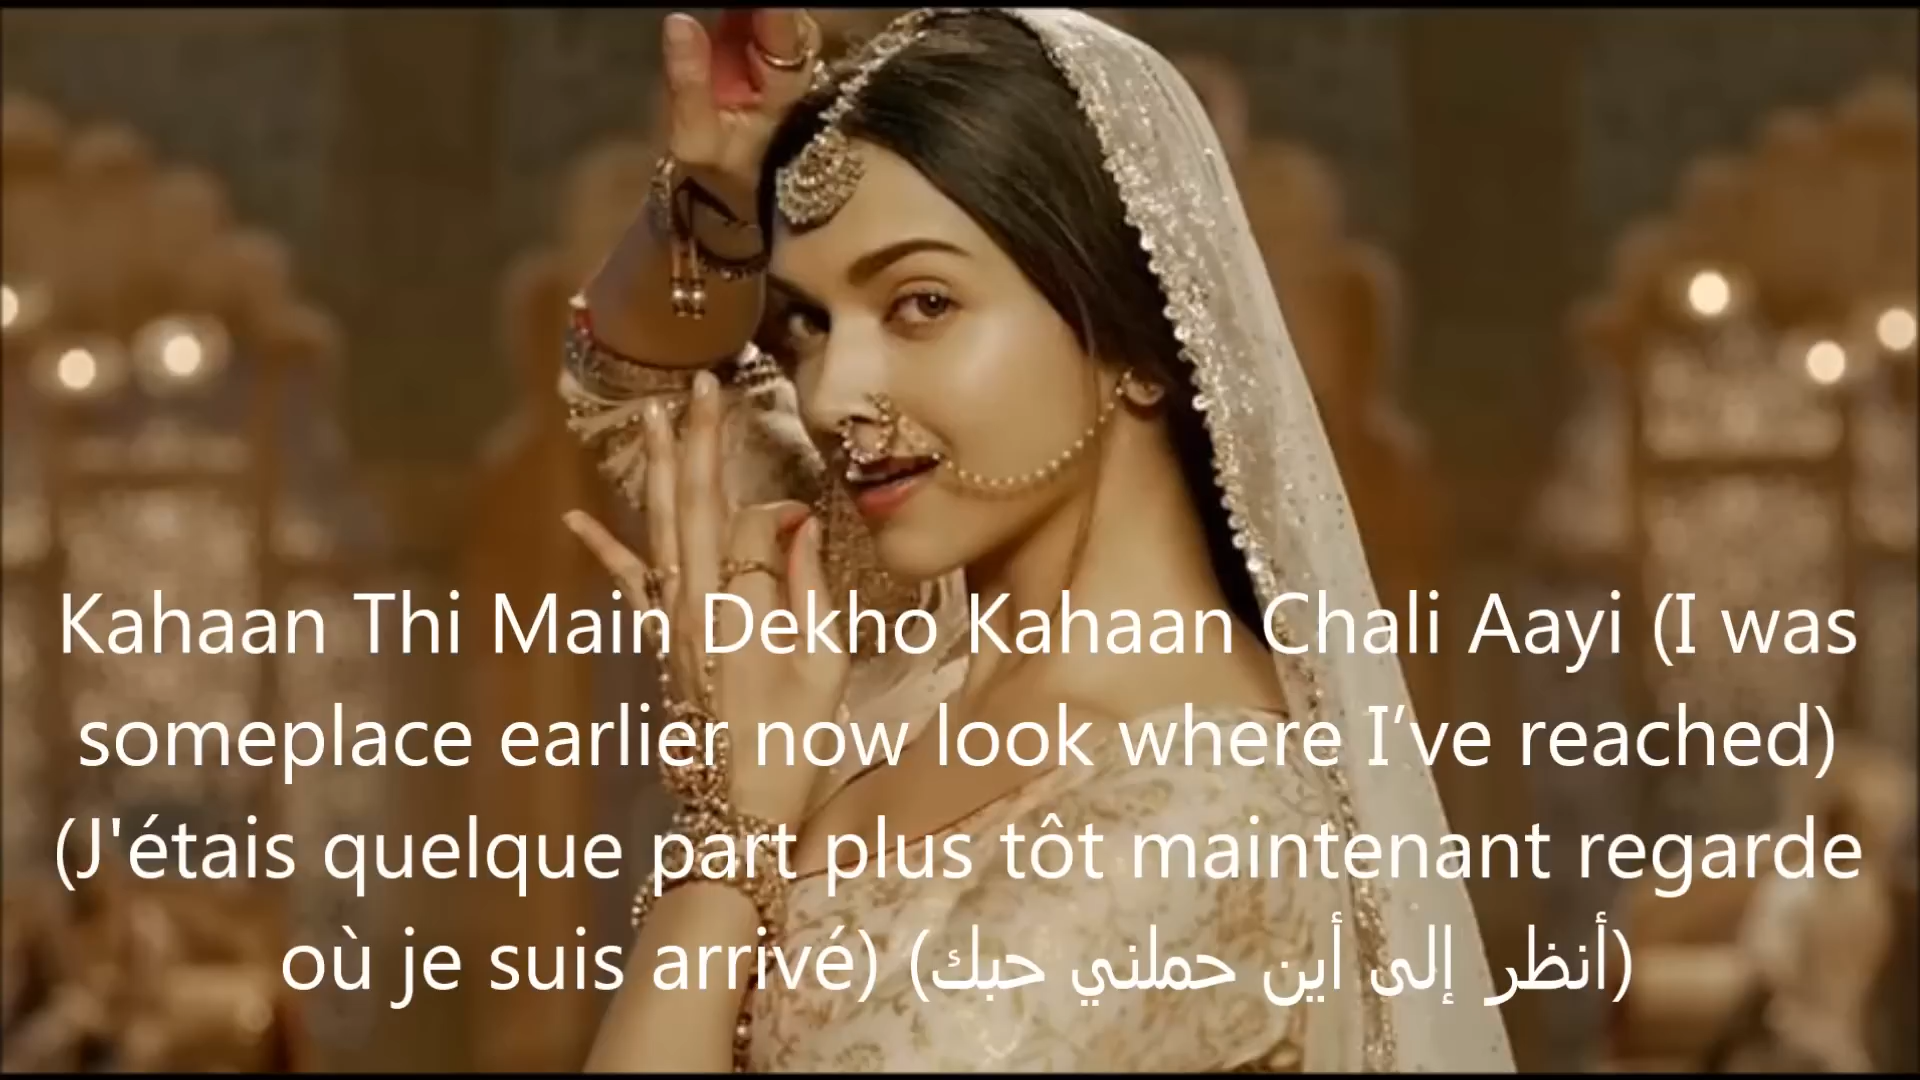 Kahaan Thi Main Dekho Kahaan Chali Aayi (I was
someplace earlier now look where I’ve reached)
(J'étais quelque part plus tôt maintenant regarde
où je suis arrivé) (أنظر إلى أين حملني حبك)